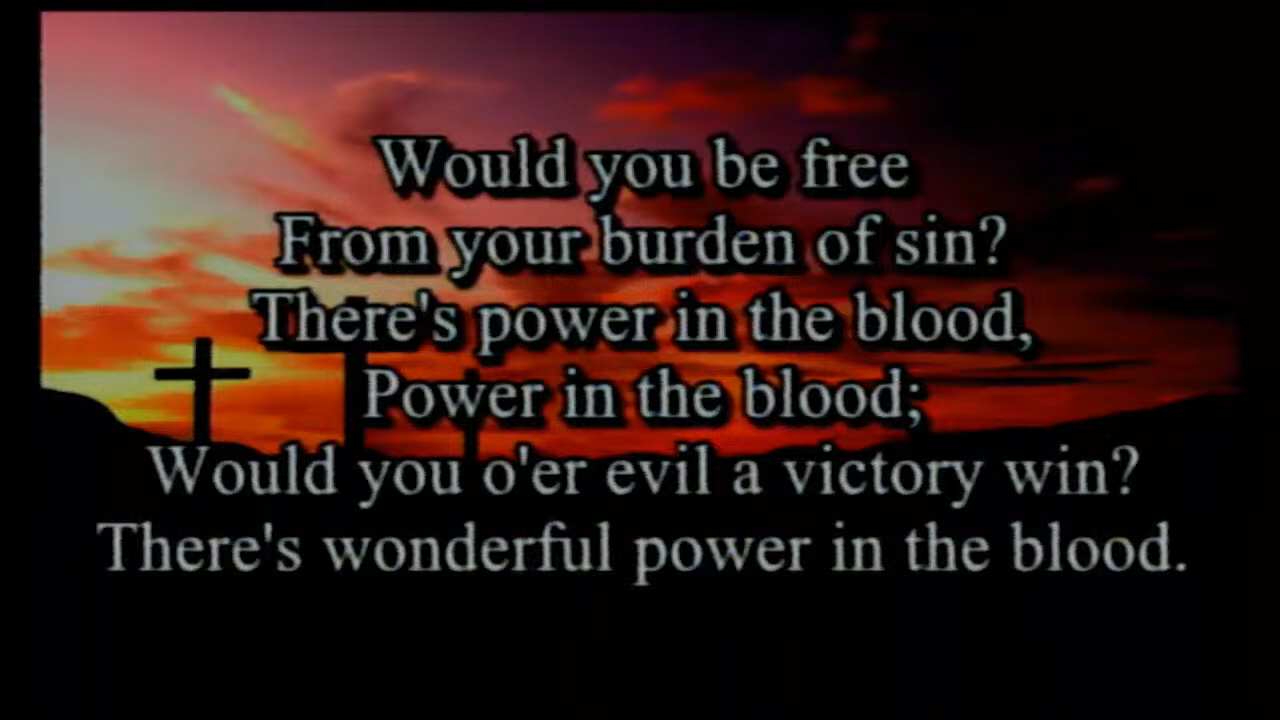 Would you be free
From your burden of sin?
There's power in the blood,
Power in the blood;
Would you o'er evil a victory win?
There's wonderful power in the blood.